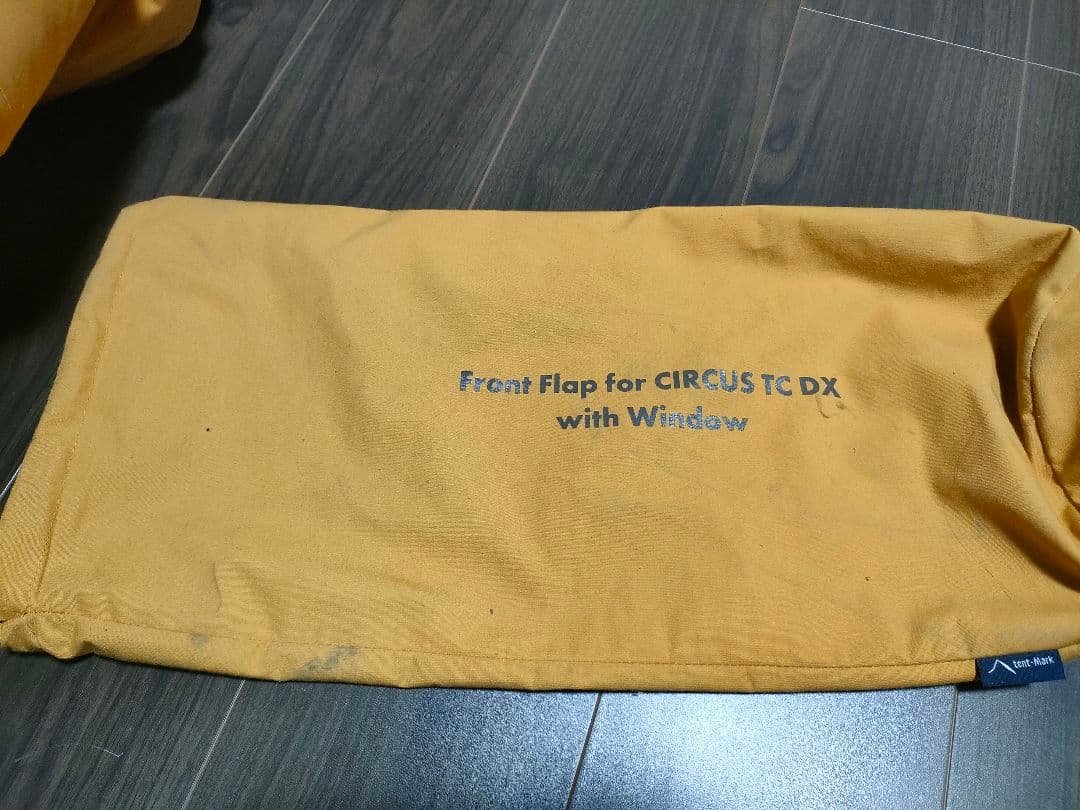 Front Flap for CIRCUS TC DX
with Window
tent-Mark